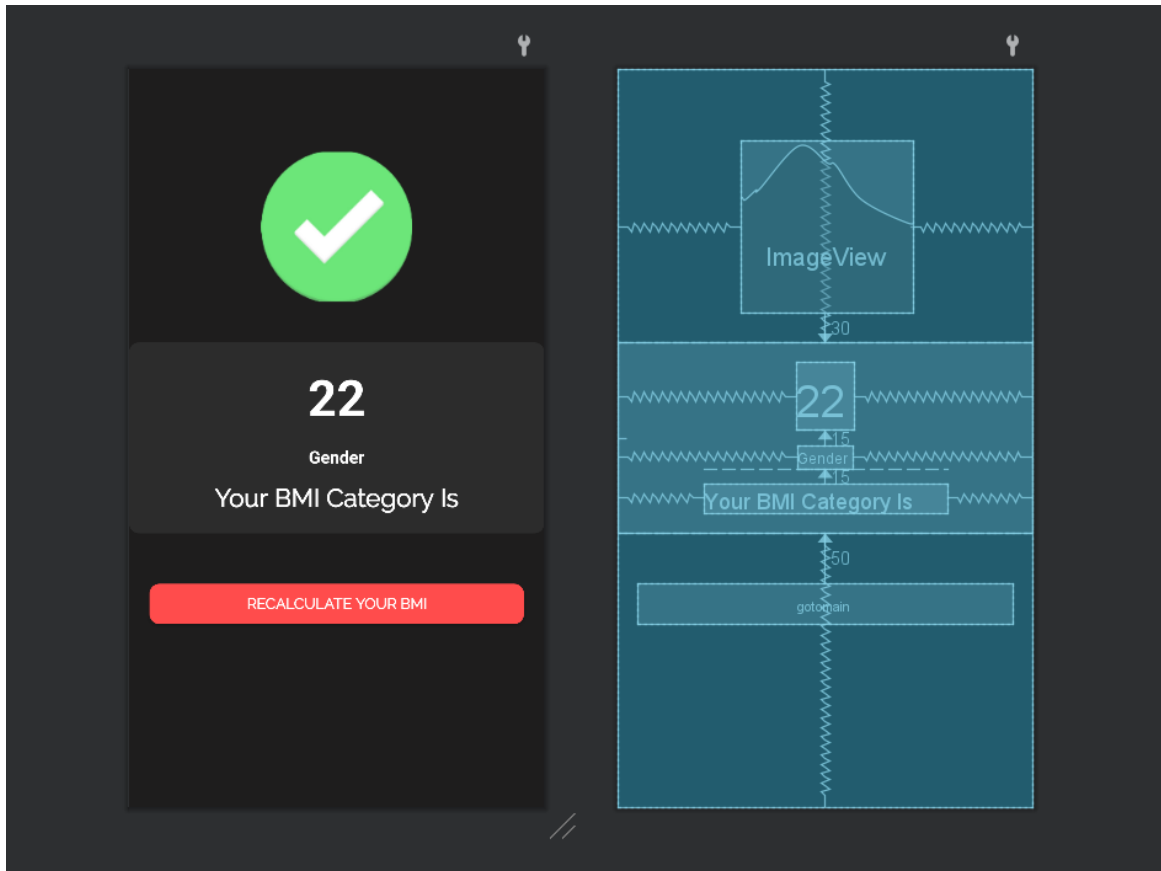 22
Gender
Your BMI Category Is
RECALCULATE YOUR BMI
ImageView
30
22
15
Gender
15
Your BMI Category Is
50
gotomain